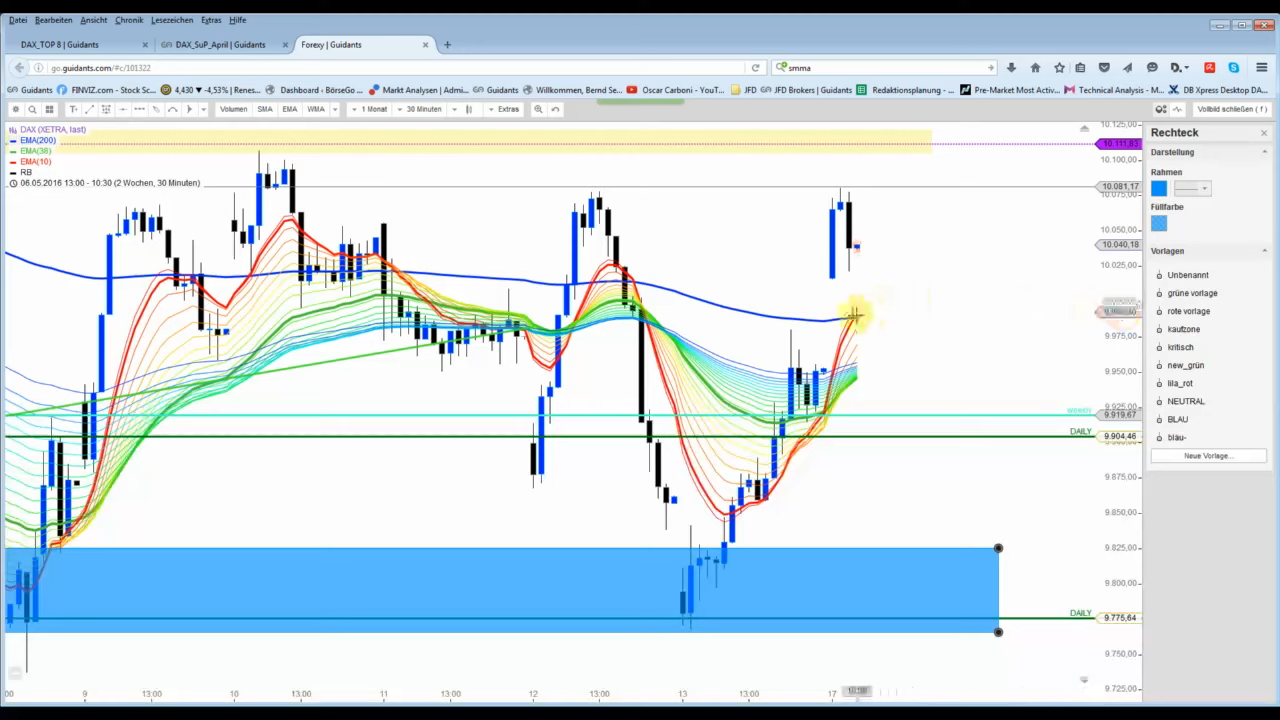 Datei Bearbeiten Ansicht Chronik Lesezeichen Extras Hilfe
DAX_TOP 8 | Guidants × DAX_SuP_April | Guidants × Forexy | Guidants × +
go.guidants.com/#c/101322 smma
Guidants FINVIZ.com - Stock Sc... 4,430 ▾ -4,53% | Renes... Dashboard ‹ BörseGo ... Markt Analysen | Admi... Guidants Willkommen, Bernd Se... Oscar Carboni - YouT... JFD JFD Brokers | Guidants Redaktionsplanung - ... Pre-Market Most Activ... Technical Analysis - M... DB Xpress Desktop DA...
Volumen SMA EMA WMA 1 Monat 30 Minuten Extras Vollbild schließen ( f )
DAX (XETRA, last)
EMA(200)
EMA(38)
EMA(10)
RB
06.05.2016 13:00 - 10:30 (2 Wochen, 30 Minuten)
10.125,00
10.111,83
10.100,00
10.081,17
10.075,00
10.050,00
10.040,18
10.025,00
9.975,00
9.950,00
9.925,00
WEEKLY
9.919,67
DAILY
9.904,46
9.875,00
9.850,00
9.825,00
9.800,00
DAILY
9.775,64
9.750,00
9.725,00
:00 9 13:00 10 13:00 11 13:00 12 13:00 13 13:00 17
Rechteck
Darstellung
Rahmen
Füllfarbe
Vorlagen
Unbenannt
grüne vorlage
rote vorlage
kaufzone
kritisch
new_grün
lila_rot
NEUTRAL
BLAU
blau-
Neue Vorlage...